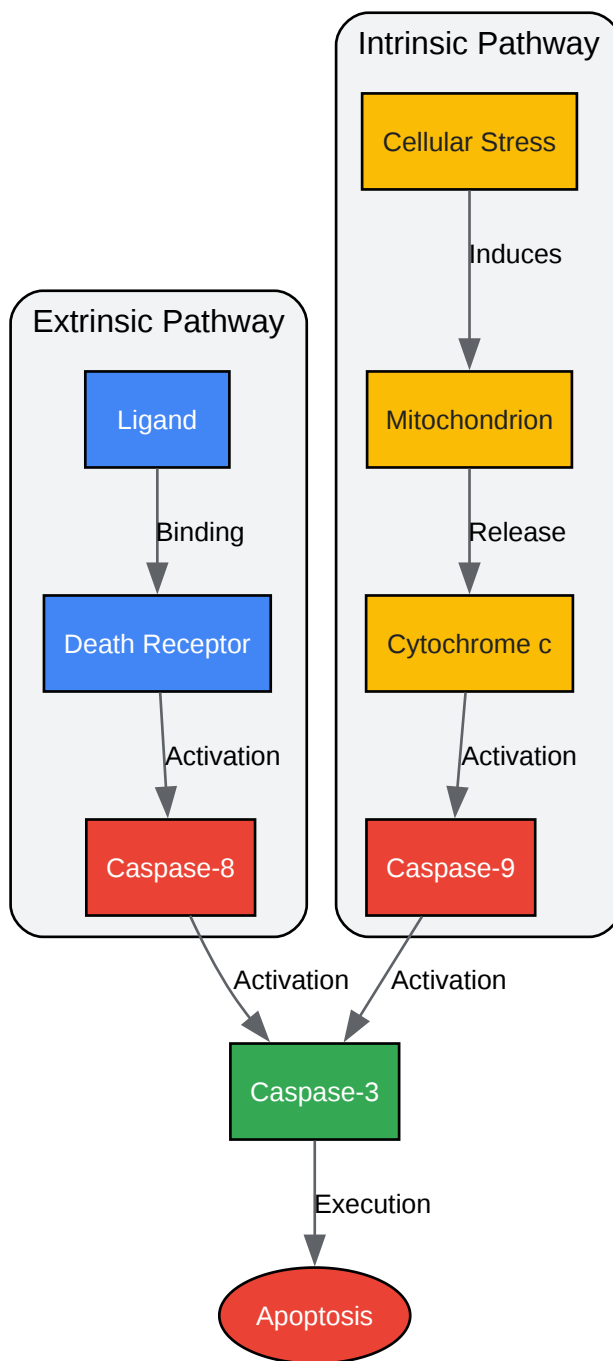 Intrinsic Pathway
Cellular Stress
Induces
Extrinsic Pathway
Ligand
Mitochondrion
Binding
Release
Death Receptor
Cytochrome c
Activation
Activation
Caspase-8
Caspase-9
Activation
Activation
Caspase-3
Execution
Apoptosis